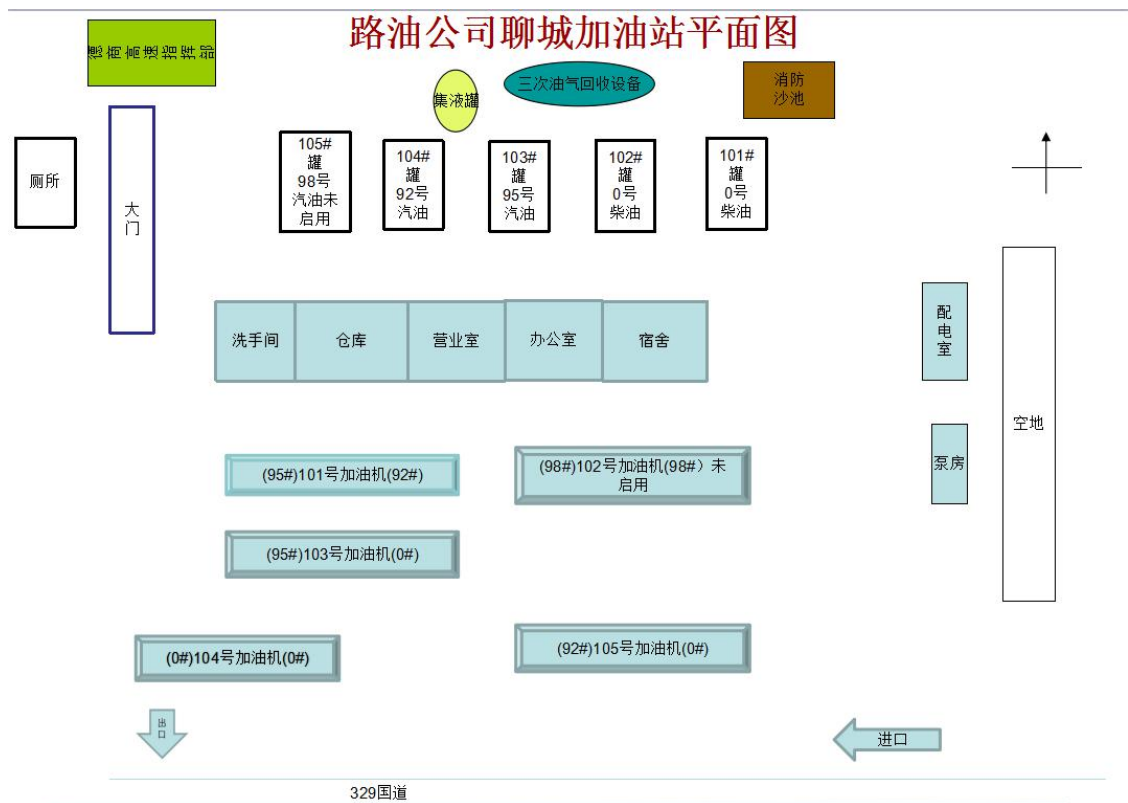 路油公司聊城加油站平面图
德商高速指挥部
集液罐
三次油气回收设备
消防
沙池
厕所
大
门
105#
罐
98号
汽油未
启用
104#
罐
92号
汽油
103#
罐
95号
汽油
102#
罐
0号
柴油
101#
罐
0号
柴油
洗手间
仓库
营业室
办公室
宿舍
配
电
室
空地
泵房
(95#)101号加油机(92#)
(98#)102号加油机(98#）未
启用
(95#)103号加油机(0#)
(0#)104号加油机(0#)
(92#)105号加油机(0#)
出
口
进口
329国道